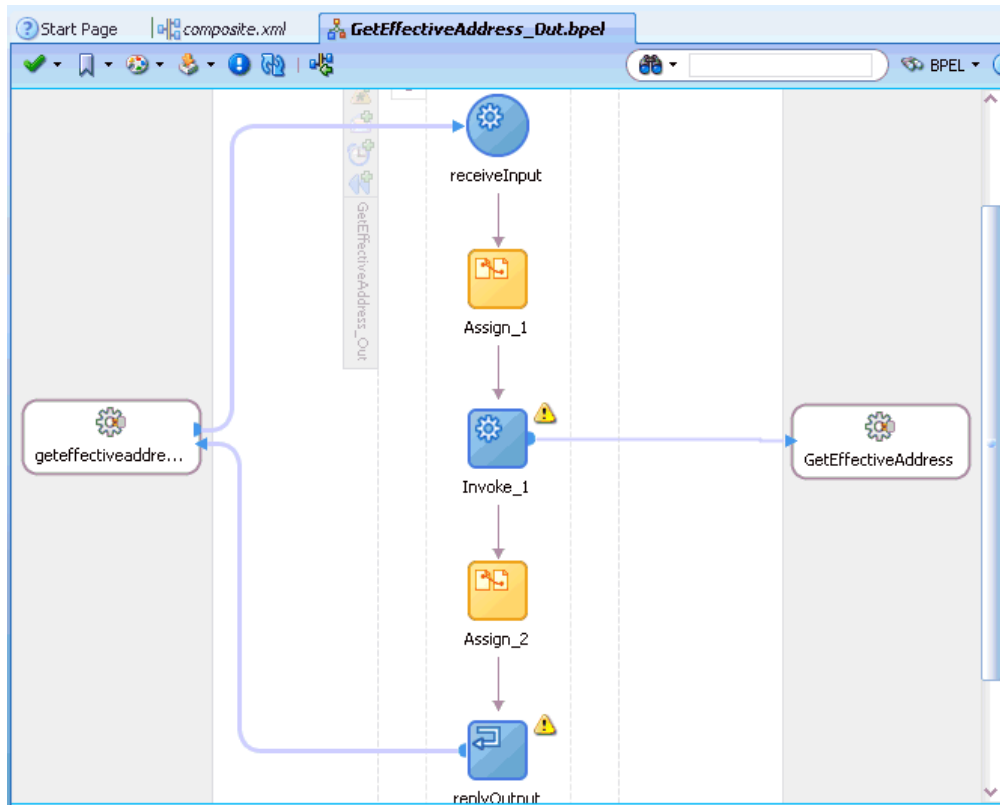 Start Page
composite.xml
GetEffectiveAddress_Out.bpel
BPEL
receiveInput
GetEffectiveAddress_Out
Assign_1
geteffectiveaddre...
Invoke_1
GetEffectiveAddress
Assign_2
replyOutput